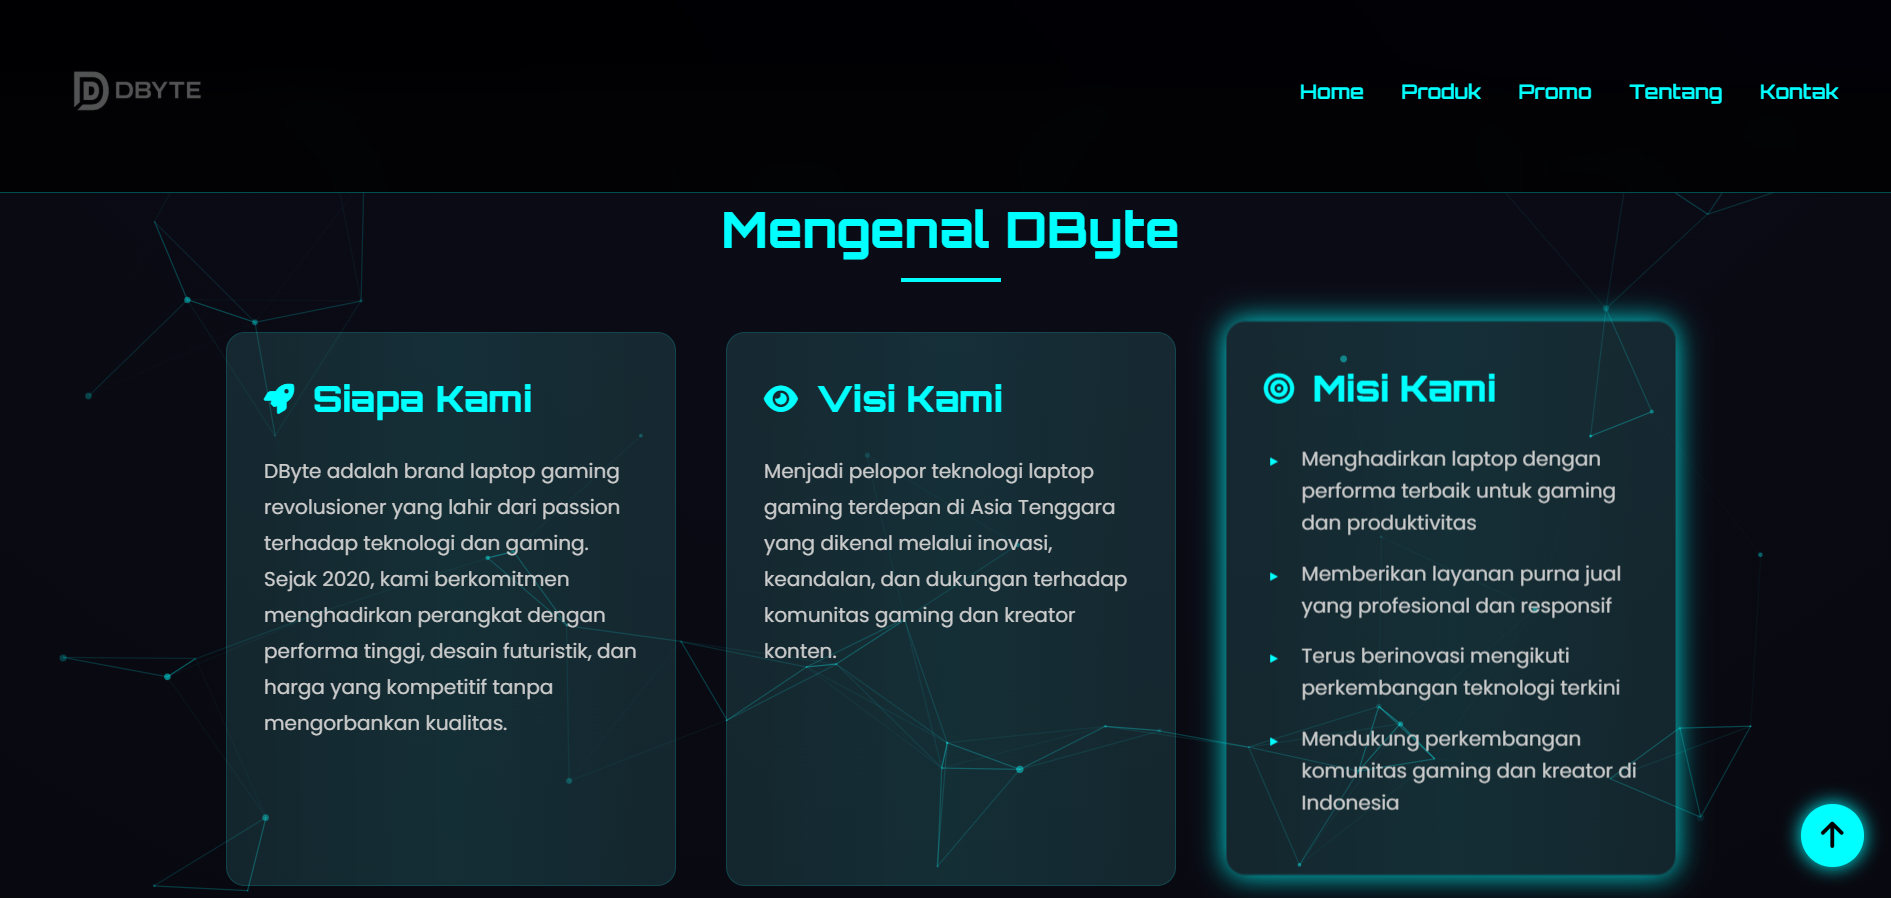 DBYTE
Home
Produk
Promo
Tentang
Kontak
Mengenal DByte
Siapa Kami
DByte adalah brand laptop gaming
revolusioner yang lahir dari passion
terhadap teknologi dan gaming.
Sejak 2020, kami berkomitmen
menghadirkan perangkat dengan
performa tinggi, desain futuristik, dan
harga yang kompetitif tanpa
mengorbankan kualitas.
Visi Kami
Menjadi pelopor teknologi laptop
gaming terdepan di Asia Tenggara
yang dikenal melalui inovasi,
keandalan, dan dukungan terhadap
komunitas gaming dan kreator
konten.
Misi Kami
Menghadirkan laptop dengan
performa terbaik untuk gaming
dan produktivitas
Memberikan layanan purna jual
yang profesional dan responsif
Terus berinovasi mengikuti
perkembangan teknologi terkini
Mendukung perkembangan
komunitas gaming dan kreator di
Indonesia